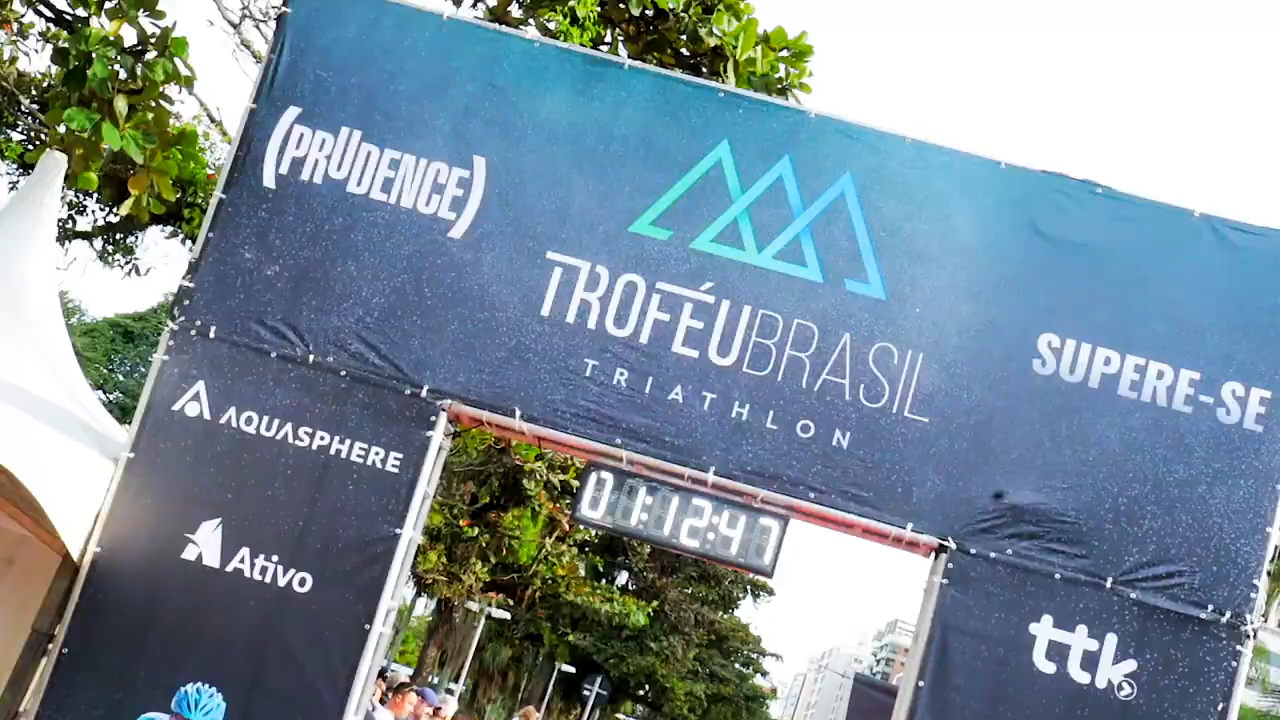 (PRUDENCE)
TROFÉUBRASIL
TRIATHLON
SUPERE-SE
AQUASPHERE
Ativo
01:12:47
ttk